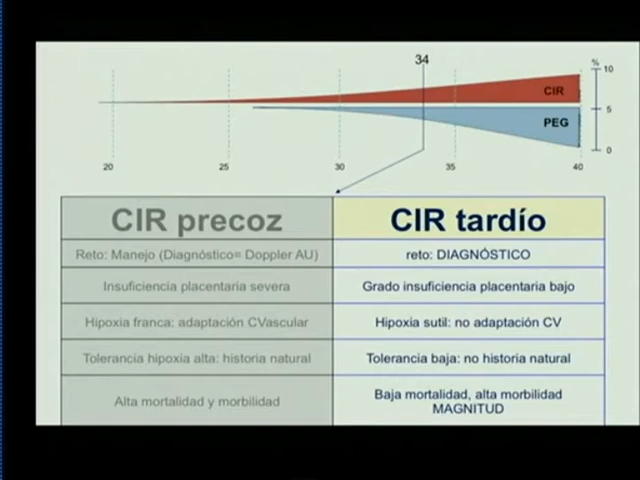 34
%
10
CIR
5
PEG
0
20 25 30 35 40
CIR precoz CIR tardío
Reto: Manejo (Diagnóstico= Doppler AU) reto: DIAGNÓSTICO
Insuficiencia placentaria severa Grado insuficiencia placentaria bajo
Hipoxia franca: adaptación CVascular Hipoxia sutil: no adaptación CV
Tolerancia hipoxia alta: historia natural Tolerancia baja: no historia natural
Alta mortalidad y morbilidad Baja mortalidad, alta morbilidad
MAGNITUD